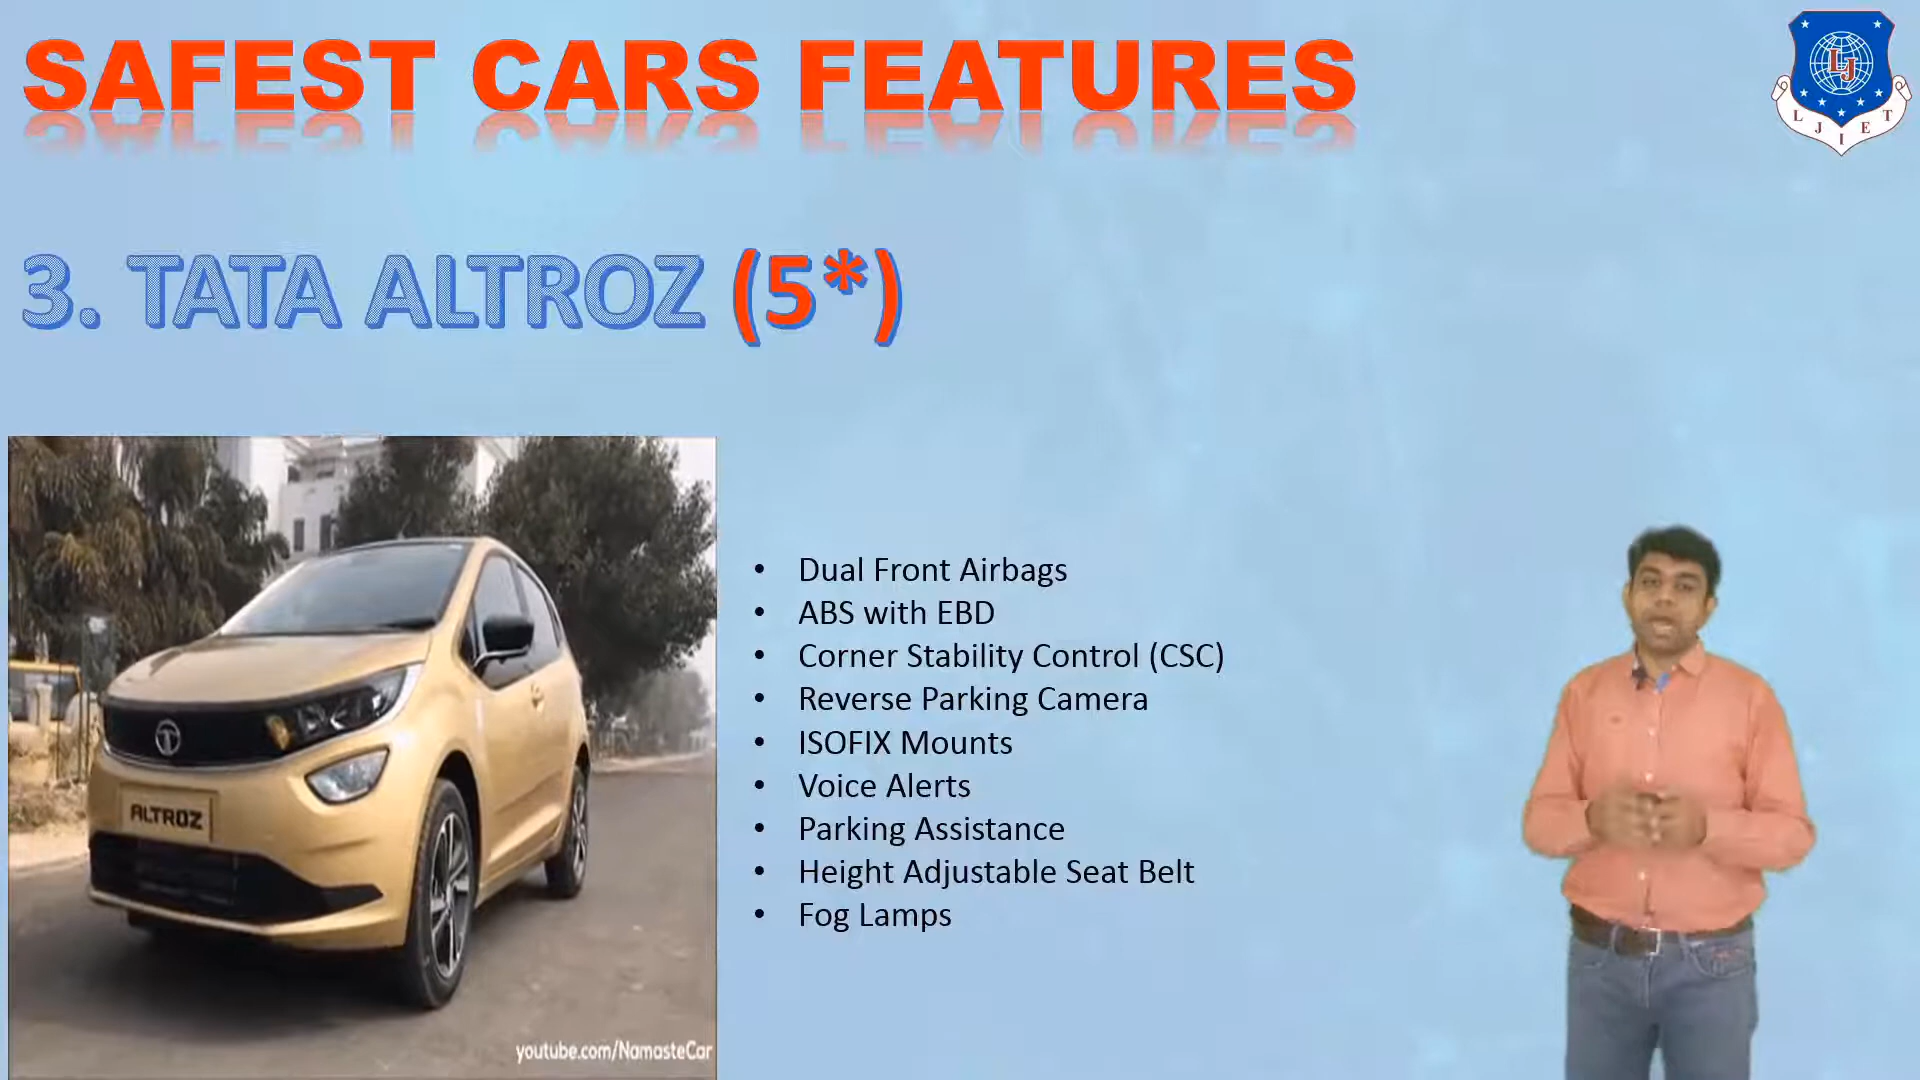 SAFEST CARS FEATURES
LJ
L J I E T
3. TATA ALTROZ (5*)
ALTROZ
youtube.com/NamasteCar
• Dual Front Airbags
• ABS with EBD
• Corner Stability Control (CSC)
• Reverse Parking Camera
• ISOFIX Mounts
• Voice Alerts
• Parking Assistance
• Height Adjustable Seat Belt
• Fog Lamps